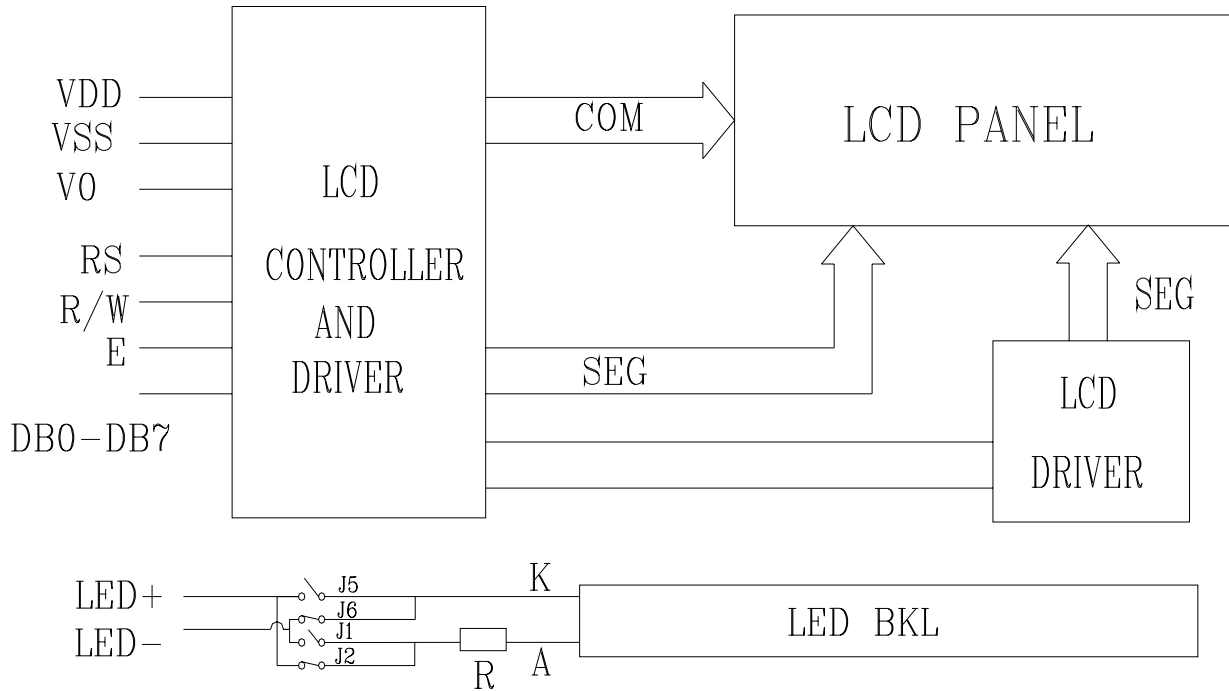 VDD
VSS
V0
RS
R/W
E
DB0-DB7
LCD
CONTROLLER
AND
DRIVER
COM
LCD PANEL
SEG
SEG
LCD
DRIVER
LED+
LED-
J5
J6
J1
J2
R
K
A
LED BKL